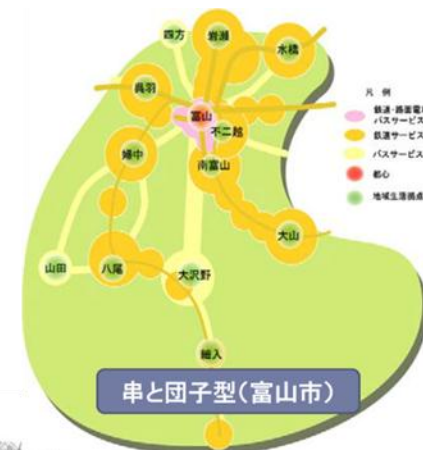 四方
岩瀬
水橋
呉羽
富山
不二越
婦中
南富山
大山
山田
八尾
大沢野
細入
凡 例
鉄道・路面電車
バスサービス
鉄道サービス
バスサービス
都心
地域生活拠点
串と団子型(富山市)